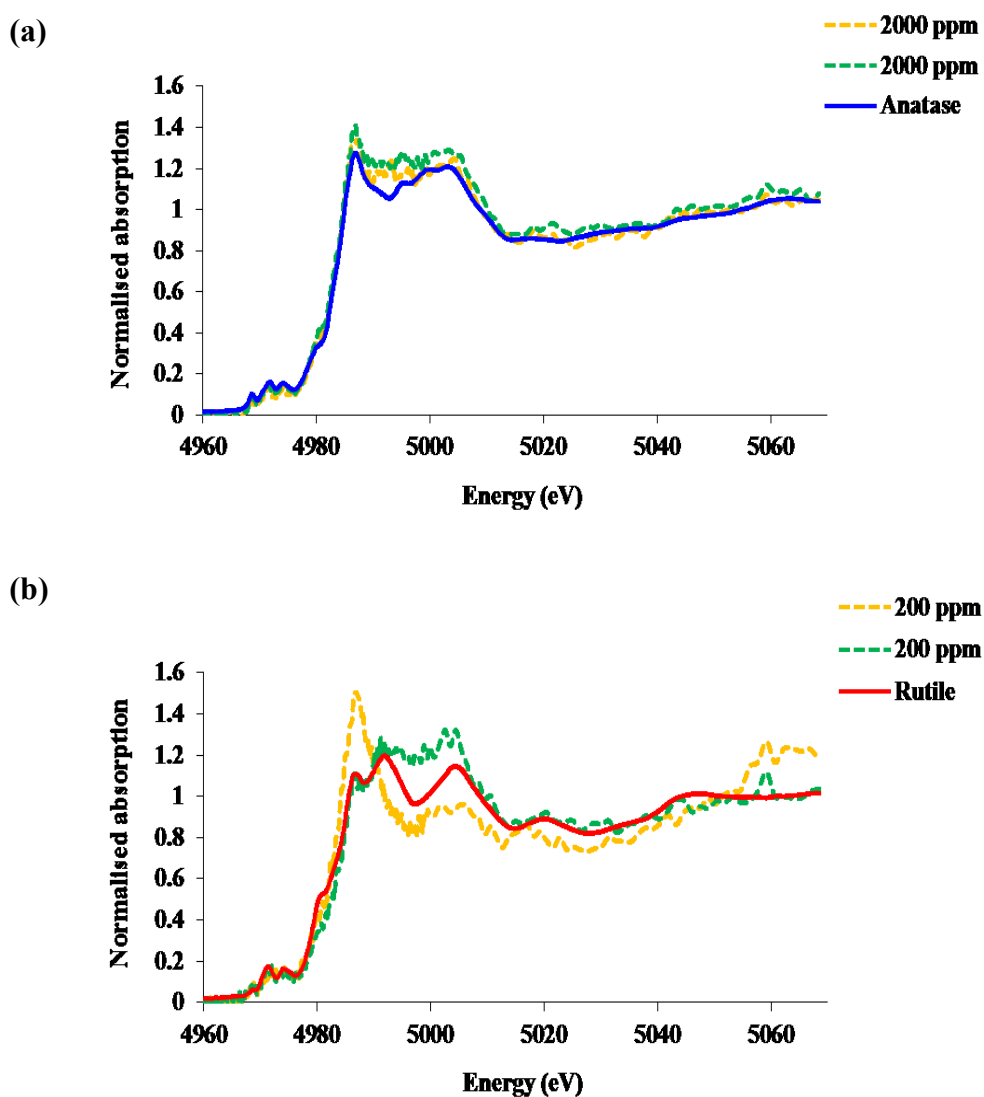 (a)
2000 ppm
2000 ppm
Anatase
1.6
1.4
1.2
1
0.8
0.6
0.4
0.2
0
Normalised absorption
4960 4980 5000 5020 5040 5060
Energy (eV)
(b)
200 ppm
200 ppm
Rutile
1.6
1.4
1.2
1
0.8
0.6
0.4
0.2
0
Normalised absorption
4960 4980 5000 5020 5040 5060
Energy (eV)